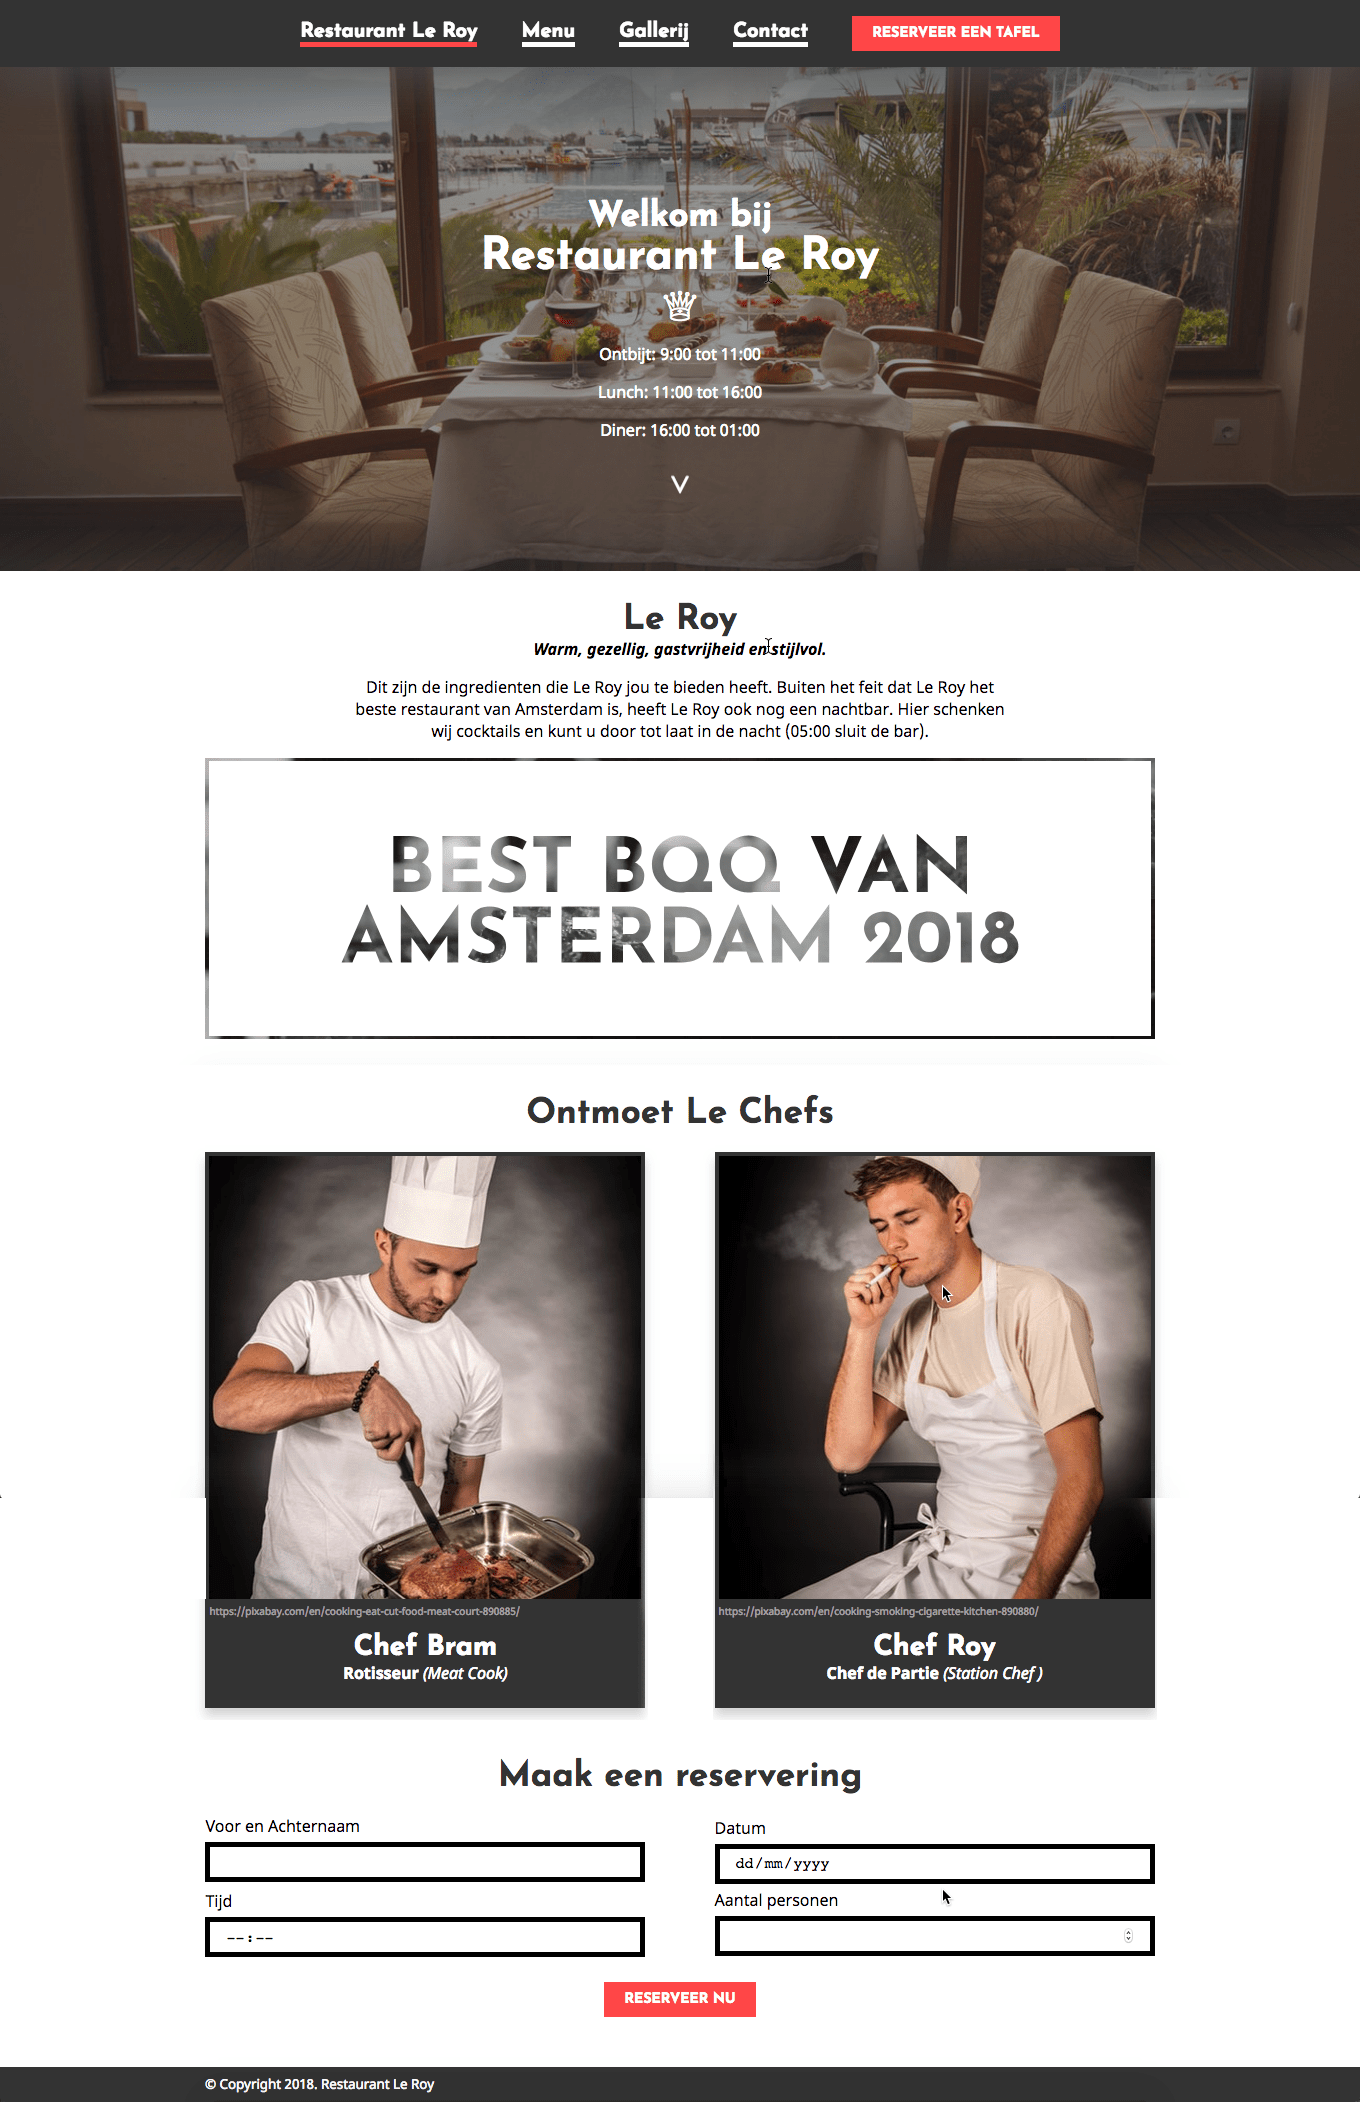 Restaurant Le Roy Menu Gallerij Contact RESERVEER EEN TAFEL
Welkom bij
Restaurant Le Roy
Ontbijt: 9:00 tot 11:00
Lunch: 11:00 tot 16:00
Diner: 16:00 tot 01:00
Le Roy
Warm, gezellig, gastvrijheid en stijlvol.
Dit zijn de ingredienten die Le Roy jou te bieden heeft. Buiten het feit dat Le Roy het
beste restaurant van Amsterdam is, heeft Le Roy ook nog een nachtbar. Hier schenken
wij cocktails en kunt u door tot laat in de nacht (05:00 sluit de bar).
BEST BQQ VAN
AMSTERDAM 2018
Ontmoet Le Chefs
https://pixabay.com/en/cooking-eat-cut-food-meat-court-890885/
Chef Bram
Rotisseur (Meat Cook)
https://pixabay.com/en/cooking-smoking-cigarette-kitchen-890880/
Chef Roy
Chef de Partie (Station Chef)
Maak een reservering
Voor en Achternaam
Datum
dd/mm/yyyy
Tijd
--:--
Aantal personen
RESERVEER NU
© Copyright 2018. Restaurant Le Roy